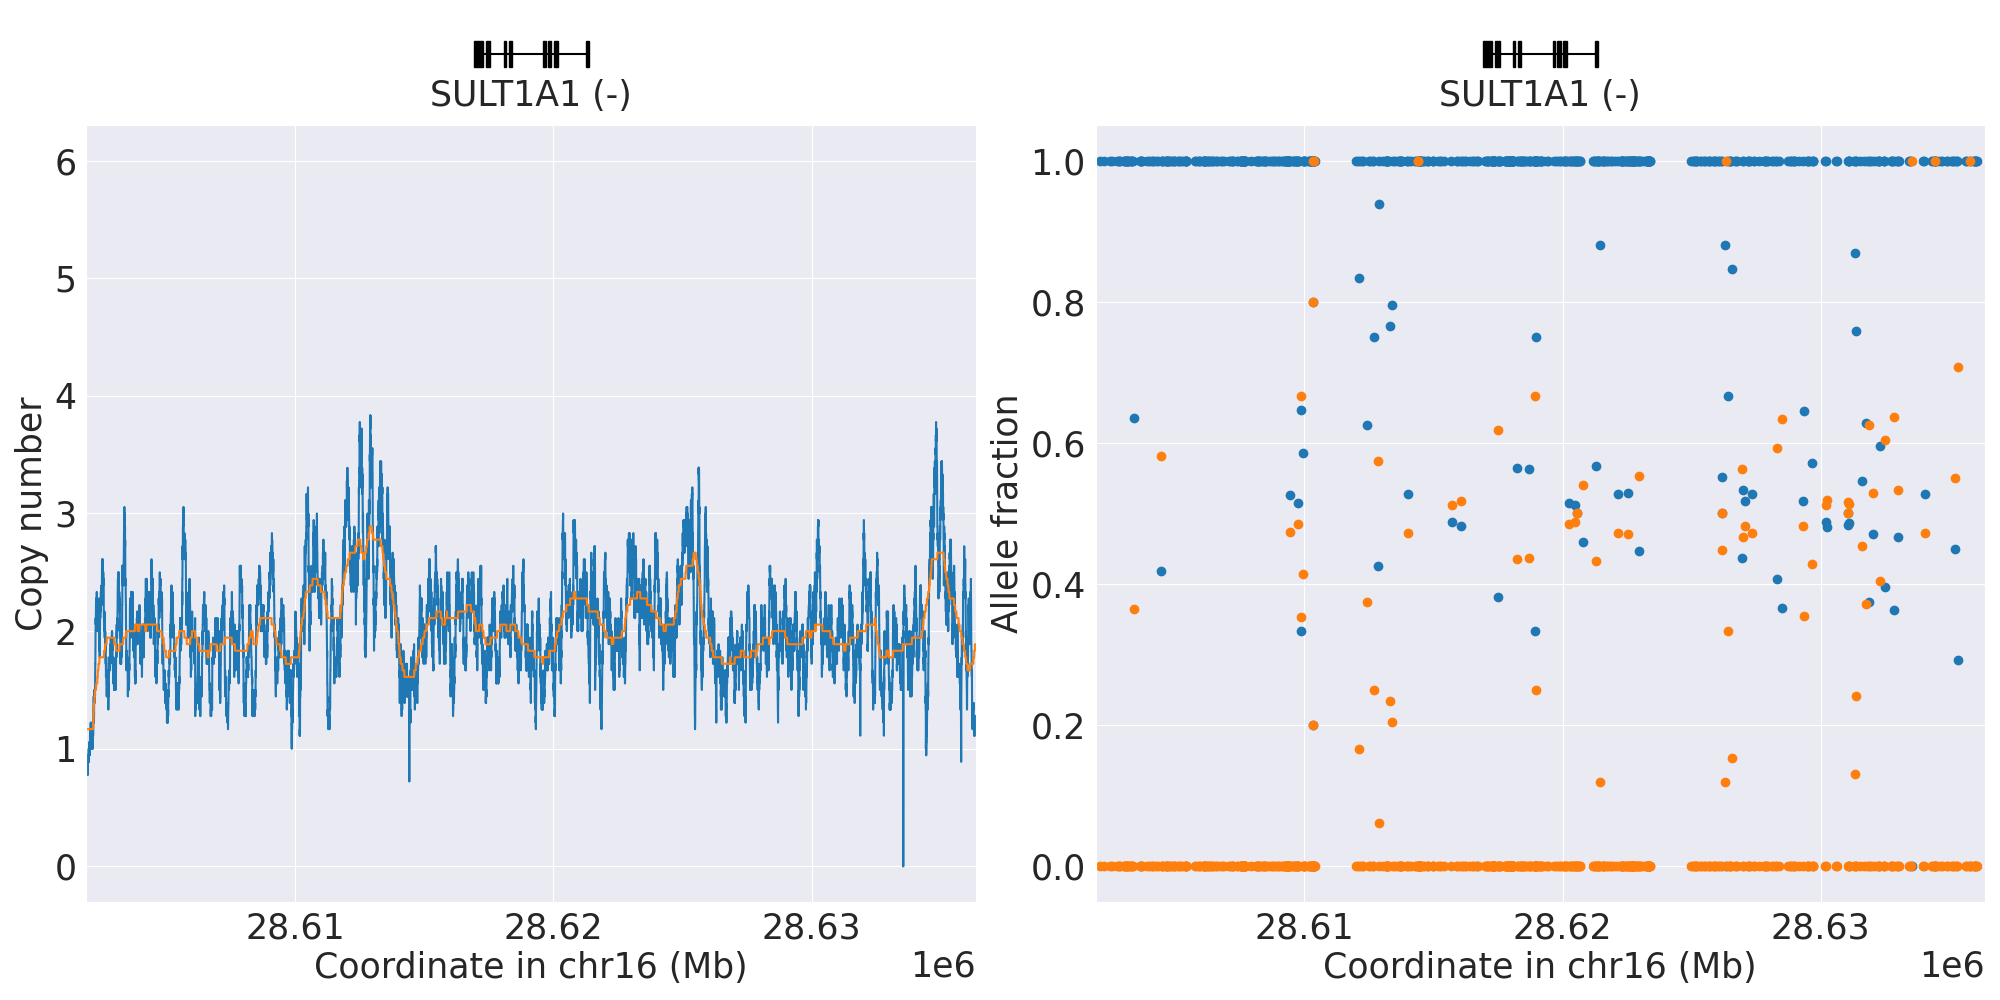 SULT1A1 (-)
Copy number
6
5
4
3
2
1
0
28.61
28.62
28.63
Coordinate in chr16 (Mb)
1e6
SULT1A1 (-)
Allele fraction
1.0
0.8
0.6
0.4
0.2
0.0
28.61
28.62
28.63
Coordinate in chr16 (Mb)
1e6